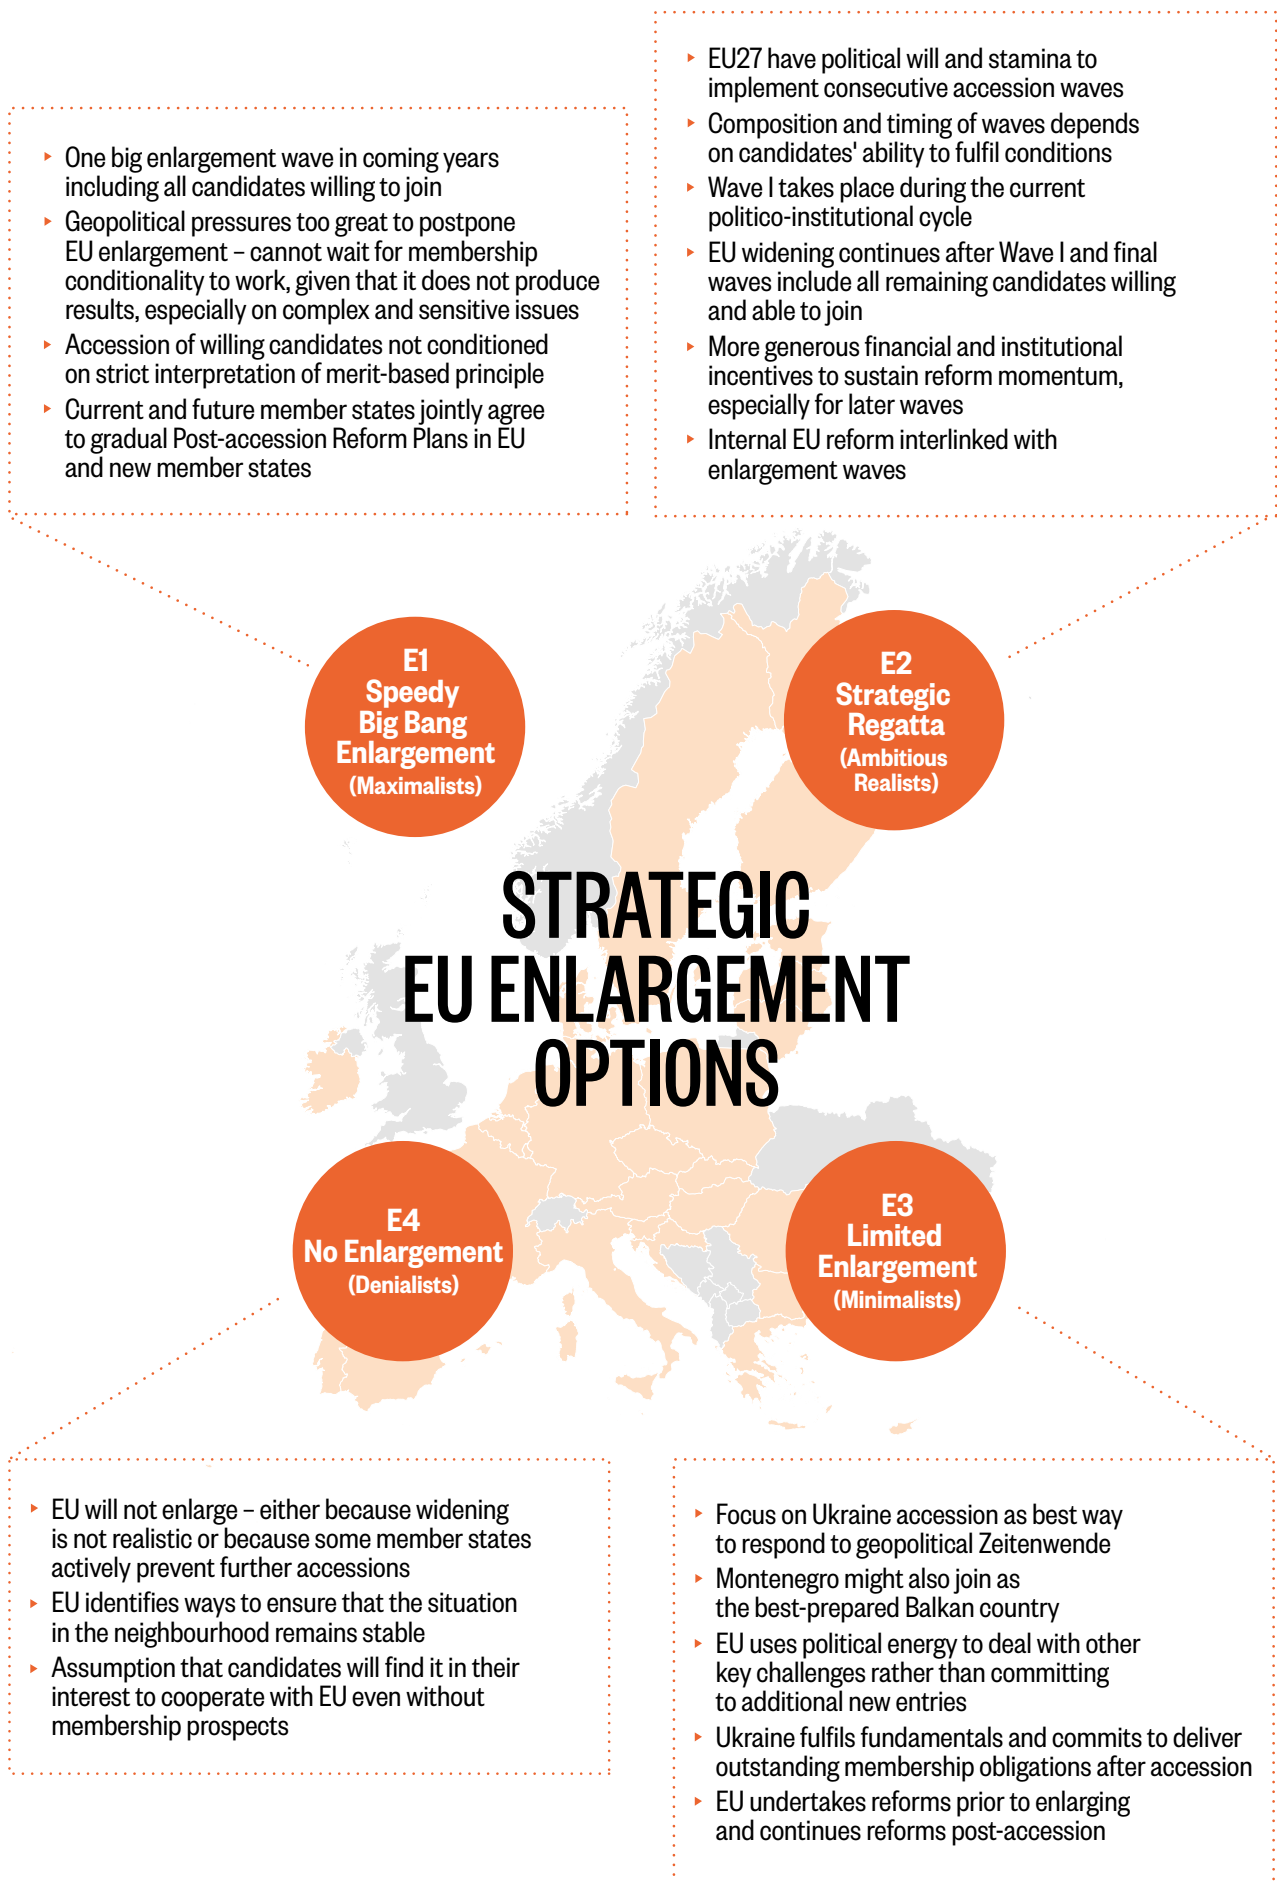 ▸ One big enlargement wave in coming years
including all candidates willing to join
▸ Geopolitical pressures too great to postpone
EU enlargement – cannot wait for membership
conditionality to work, given that it does not produce
results, especially on complex and sensitive issues
▸ Accession of willing candidates not conditioned
on strict interpretation of merit-based principle
▸ Current and future member states jointly agree
to gradual Post-accession Reform Plans in EU
and new member states
▸ EU27 have political will and stamina to
implement consecutive accession waves
▸ Composition and timing of waves depends
on candidates' ability to fulfil conditions
▸ Wave I takes place during the current
politico-institutional cycle
▸ EU widening continues after Wave I and final
waves include all remaining candidates willing
and able to join
▸ More generous financial and institutional
incentives to sustain reform momentum,
especially for later waves
▸ Internal EU reform interlinked with
enlargement waves
E1
Speedy
Big Bang
Enlargement
(Maximalists)
E2
Strategic
Regatta
(Ambitious
Realists)
STRATEGIC
EU ENLARGEMENT
OPTIONS
E4
No Enlargement
(Denialists)
E3
Limited
Enlargement
(Minimalists)
▸ EU will not enlarge – either because widening
is not realistic or because some member states
actively prevent further accessions
▸ EU identifies ways to ensure that the situation
in the neighbourhood remains stable
▸ Assumption that candidates will find it in their
interest to cooperate with EU even without
membership prospects
▸ Focus on Ukraine accession as best way
to respond to geopolitical Zeitenwende
▸ Montenegro might also join as
the best-prepared Balkan country
▸ EU uses political energy to deal with other
key challenges rather than committing
to additional new entries
▸ Ukraine fulfils fundamentals and commits to deliver
outstanding membership obligations after accession
▸ EU undertakes reforms prior to enlarging
and continues reforms post-accession